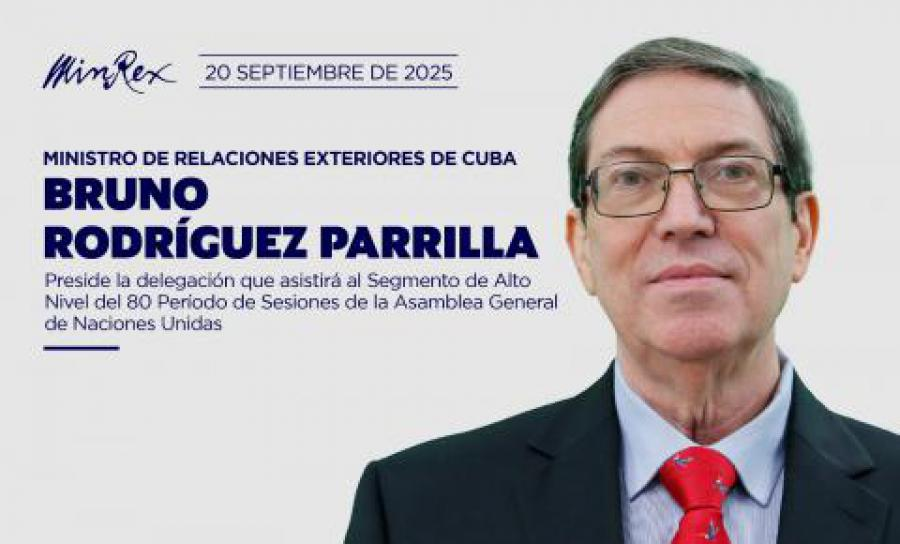 MinRex
20 SEPTIEMBRE DE 2025
MINISTRO DE RELACIONES EXTERIORES DE CUBA
BRUNO
RODRÍGUEZ PARRILLA
Preside la delegación que asistirá al Segmento de Alto
Nivel del 80 Período de Sesiones de la Asamblea General
de Naciones Unidas